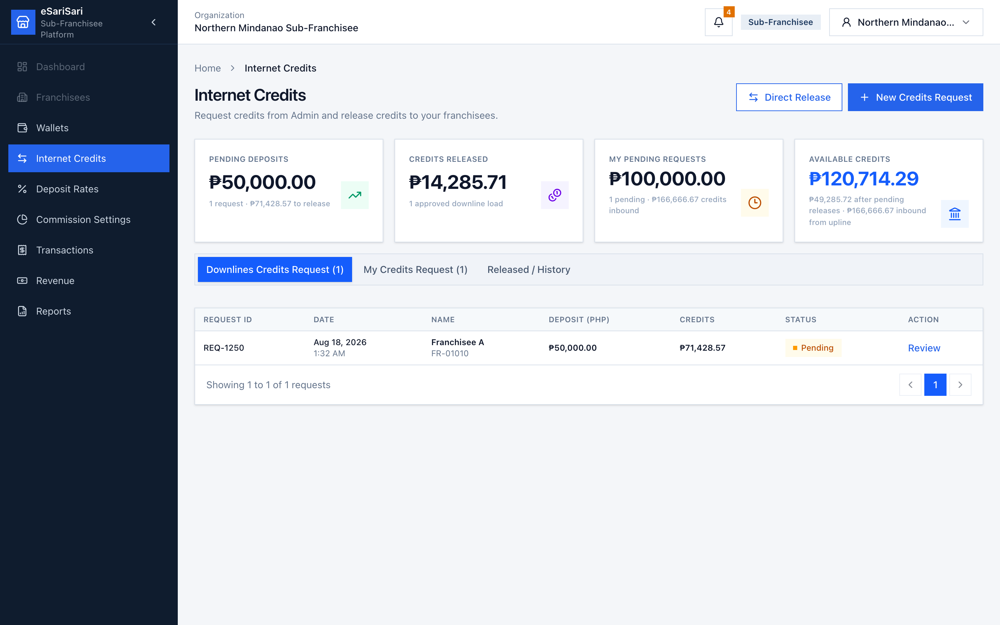 eSariSari
Sub-Franchisee
Platform
Dashboard
Franchisees
Wallets
Internet Credits
Deposit Rates
Commission Settings
Transactions
Revenue
Reports
Organization
Northern Mindanao Sub-Franchisee
4
Sub-Franchisee
Northern Mindanao...
Home
Internet Credits
Internet Credits
Request credits from Admin and release credits to your franchisees.
Direct Release
New Credits Request
PENDING DEPOSITS
₱50,000.00
1 request · ₱71,428.57 to release
CREDITS RELEASED
₱14,285.71
1 approved downline load
MY PENDING REQUESTS
₱100,000.00
1 pending · ₱166,666.67 credits
inbound
AVAILABLE CREDITS
₱120,714.29
₱49,285.72 after pending
releases · ₱166,666.67 inbound
from upline
Downlines Credits Request (1)
My Credits Request (1)
Released / History
REQUEST ID DATE NAME DEPOSIT (PHP) CREDITS STATUS ACTION
REQ-1250 Aug 18, 2026 Franchisee A ₱50,000.00 ₱71,428.57 Pending Review
1:32 AM FR-01010
Showing 1 to 1 of 1 requests
1